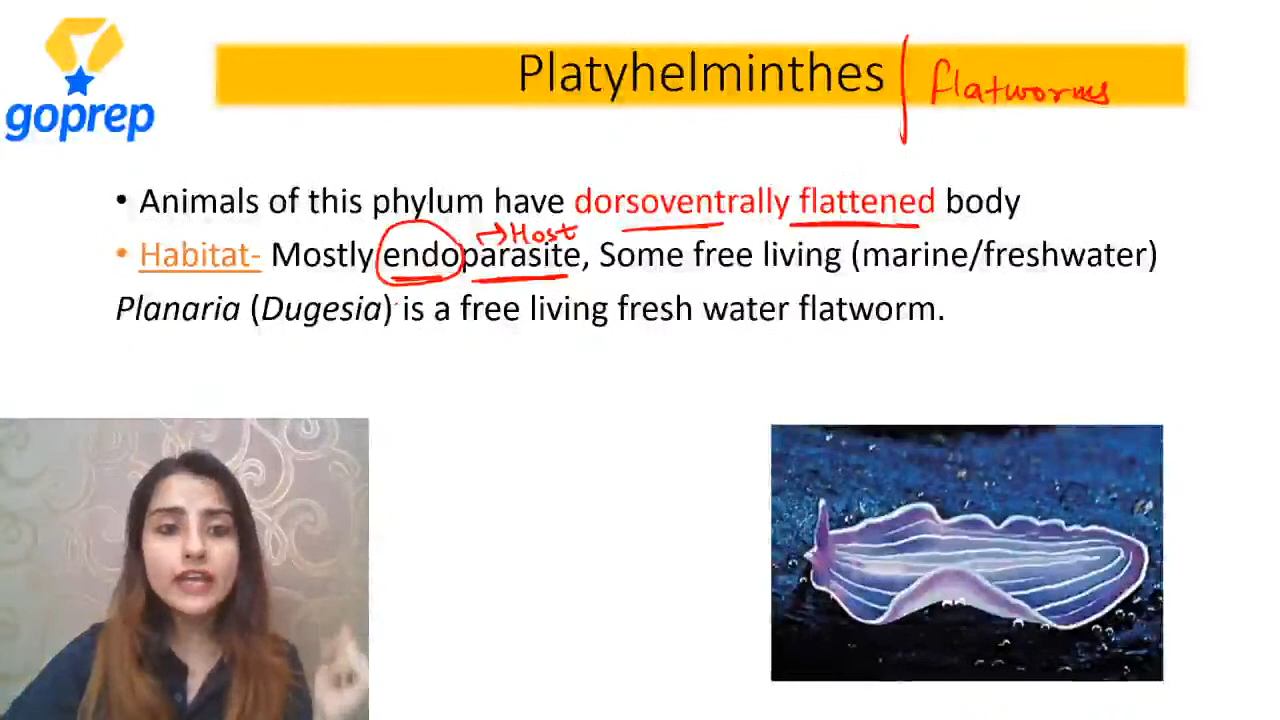 goprep
Platyhelminthes | flatworms
• Animals of this phylum have dorsoventrally flattened body
→Host
• Habitat- Mostly endoparasite, Some free living (marine/freshwater)
Planaria (Dugesia) is a free living fresh water flatworm.